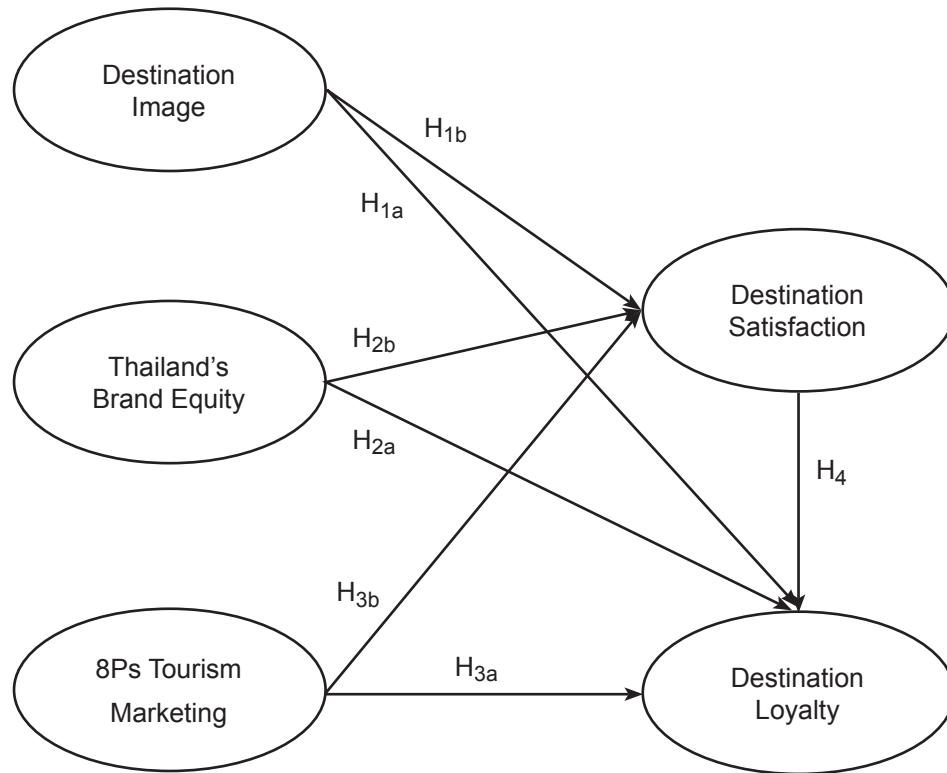 Destination
Image
H1b
H1a
Destination
Satisfaction
Thailand’s
Brand Equity
H2b
H2a
H4
H3b
8Ps Tourism
Marketing
H3a
Destination
Loyalty